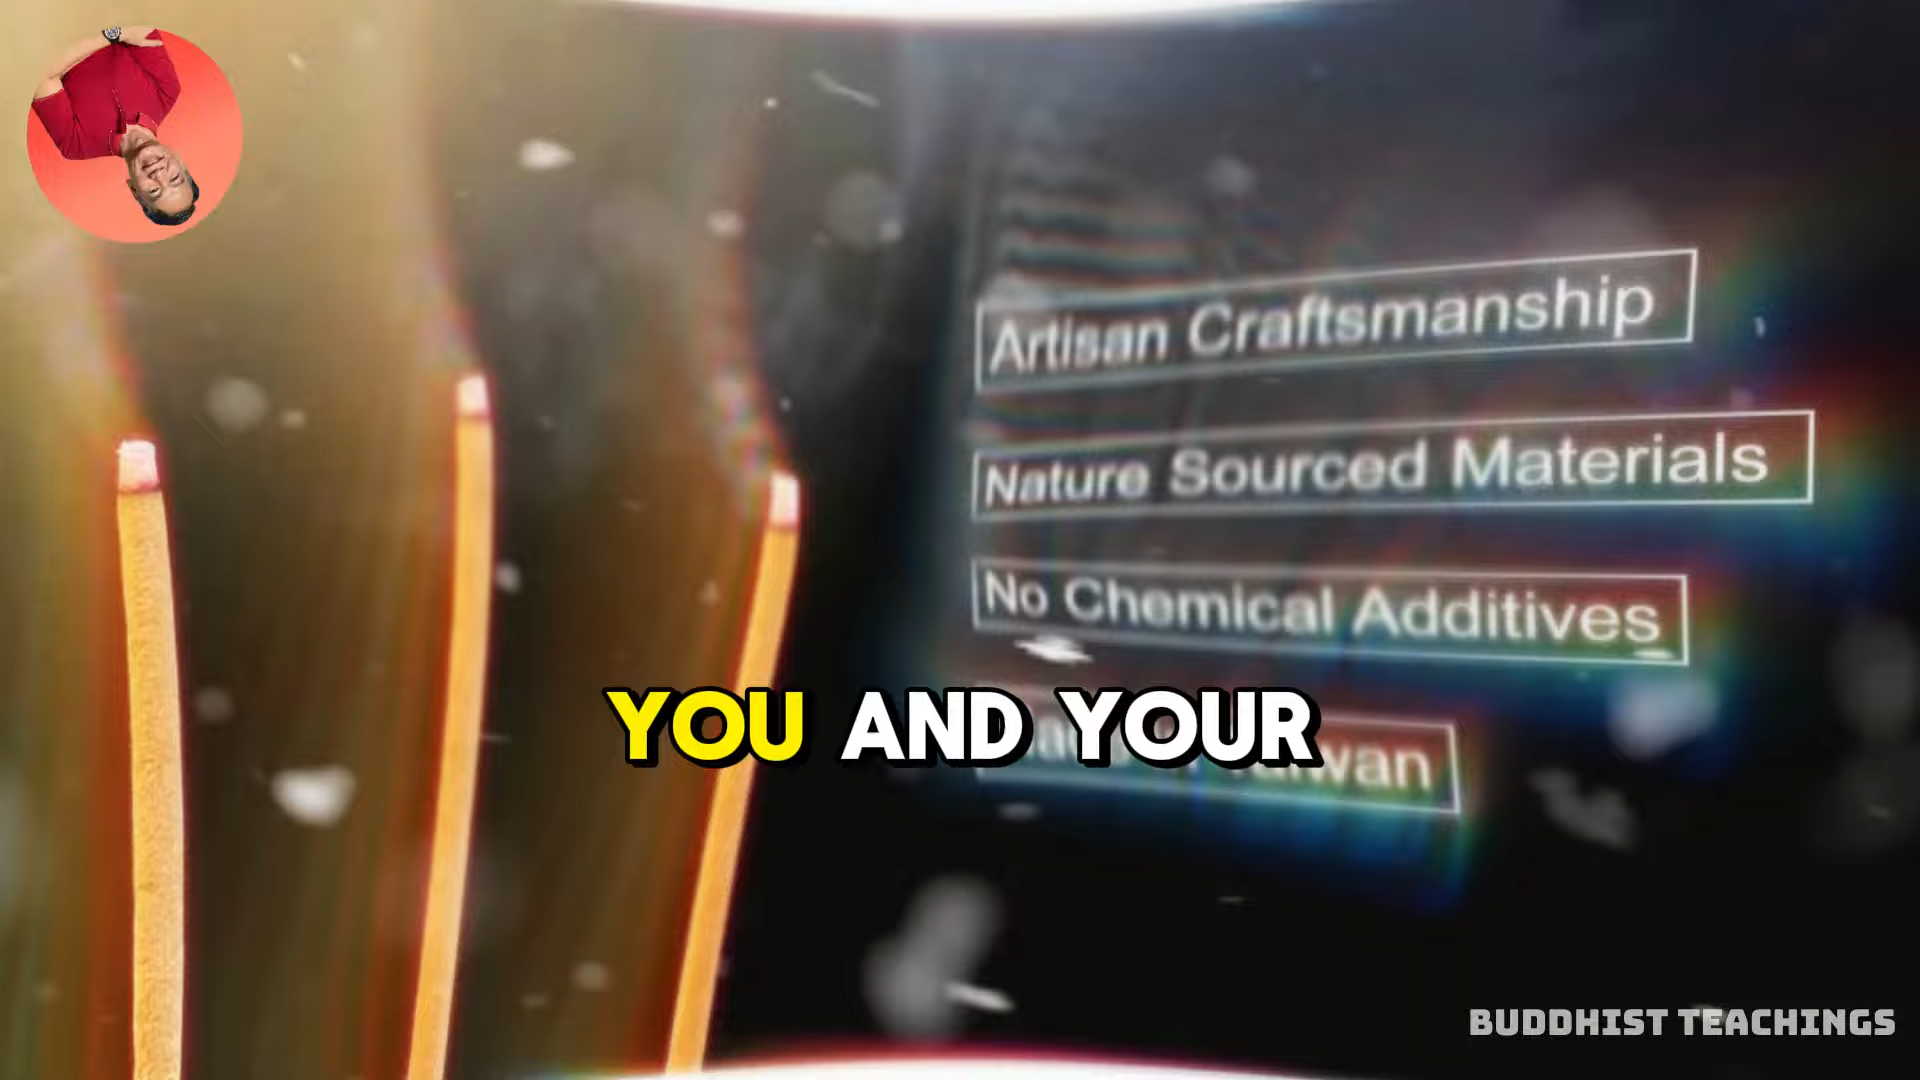 Artisan Craftsmanship
Nature Sourced Materials
No Chemical Additives
YOU AND YOUR
BUDDHIST TEACHINGS